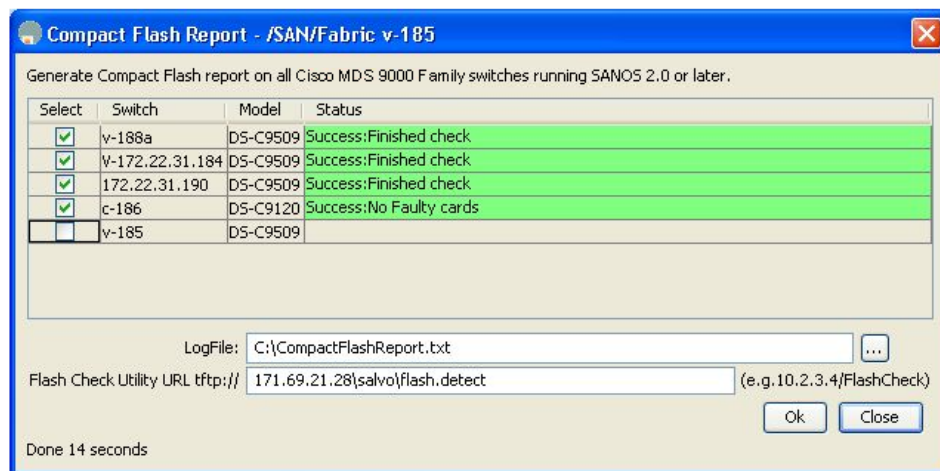 Compact Flash Report - /SAN/Fabric v-185
Generate Compact Flash report on all Cisco MDS 9000 Family switches running SANOS 2.0 or later.
Select Switch Model Status
v-188a DS-C9509 Success:Finished check
V-172.22.31.184 DS-C9509 Success:Finished check
172.22.31.190 DS-C9509 Success:Finished check
c-186 DS-C9120 Success:No Faulty cards
v-185 DS-C9509
LogFile: C:\CompactFlashReport.txt ...
Flash Check Utility URL tftp:// 171.69.21.28\salvo\flash.detect (e.g.10.2.3.4/FlashCheck)
Ok Close
Done 14 seconds